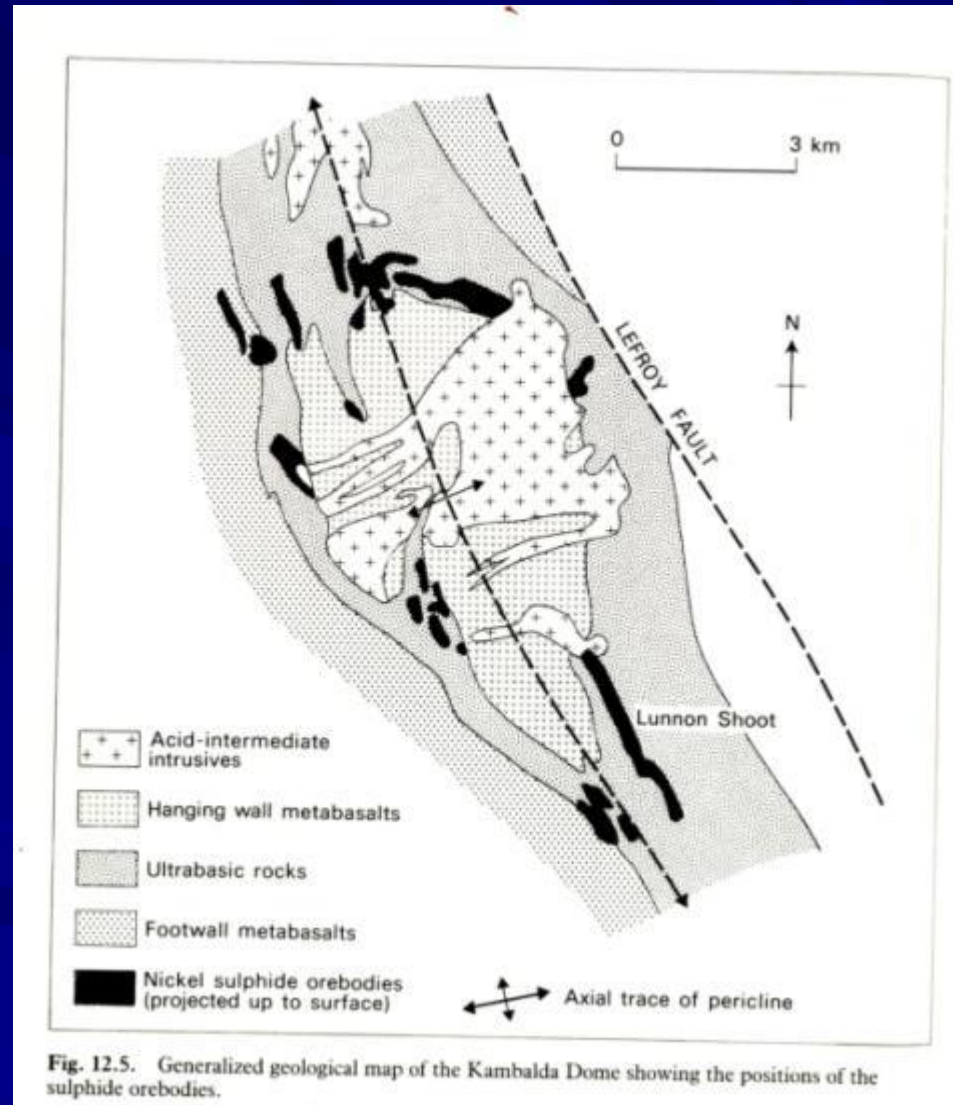 0 3 km
N
LEFROY FAULT
Lunnon Shoot
Acid-intermediate
intrusives
Hanging wall metabasalts
Ultrabasic rocks
Footwall metabasalts
Nickel sulphide orebodies
(projected up to surface)
Axial trace of pericline
Fig. 12.5. Generalized geological map of the Kambalda Dome showing the positions of the
sulphide orebodies.